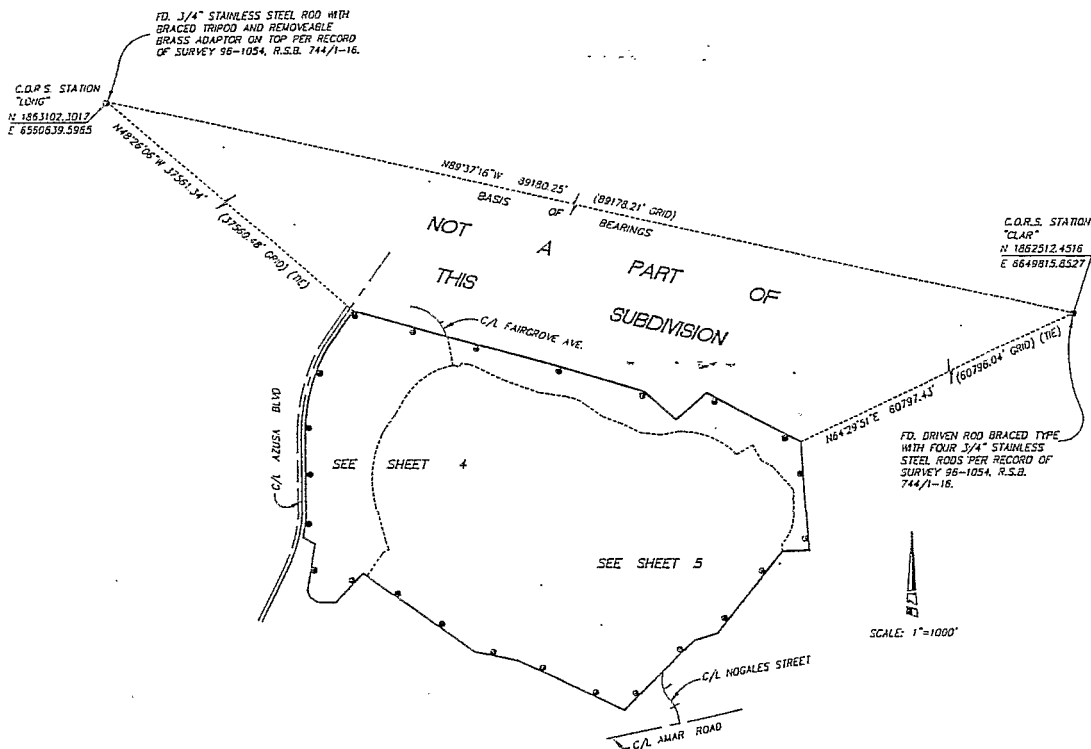 FD. 3/4" STAINLESS STEEL ROD WITH
BRACED TRIPOD AND REMOVEABLE
BRASS ADAPTOR ON TOP PER RECORD
OF SURVEY 96-1054, R.S.B. 744/1-16.
C.O.R.S. STATION
"LONG"
N 1863102.3017
E 6550639.5965
N48°26'06"W 37561.34'
(37560.48' GRID) (TIE)
N89°37'16"W 89180.25' (89178.21' GRID)
BASIS OF BEARINGS
NOT A PART OF
THIS SUBDIVISION
C.O.R.S. STATION
"CLAR"
N 1862512.4516
E 6649815.8527
N64°29'51"E 60797.43'
(60796.04' GRID) (TIE)
FD. DRIVEN ROD BRACED TYPE
WITH FOUR 3/4" STAINLESS
STEEL RODS PER RECORD OF
SURVEY 96-1054, R.S.B.
744/1-16.
C/L FAIRGROVE AVE.
C/L AZUSA BLVD
SEE SHEET 4
SEE SHEET 5
SCALE: 1"=1000'
C/L NOGALES STREET
C/L AMAR ROAD